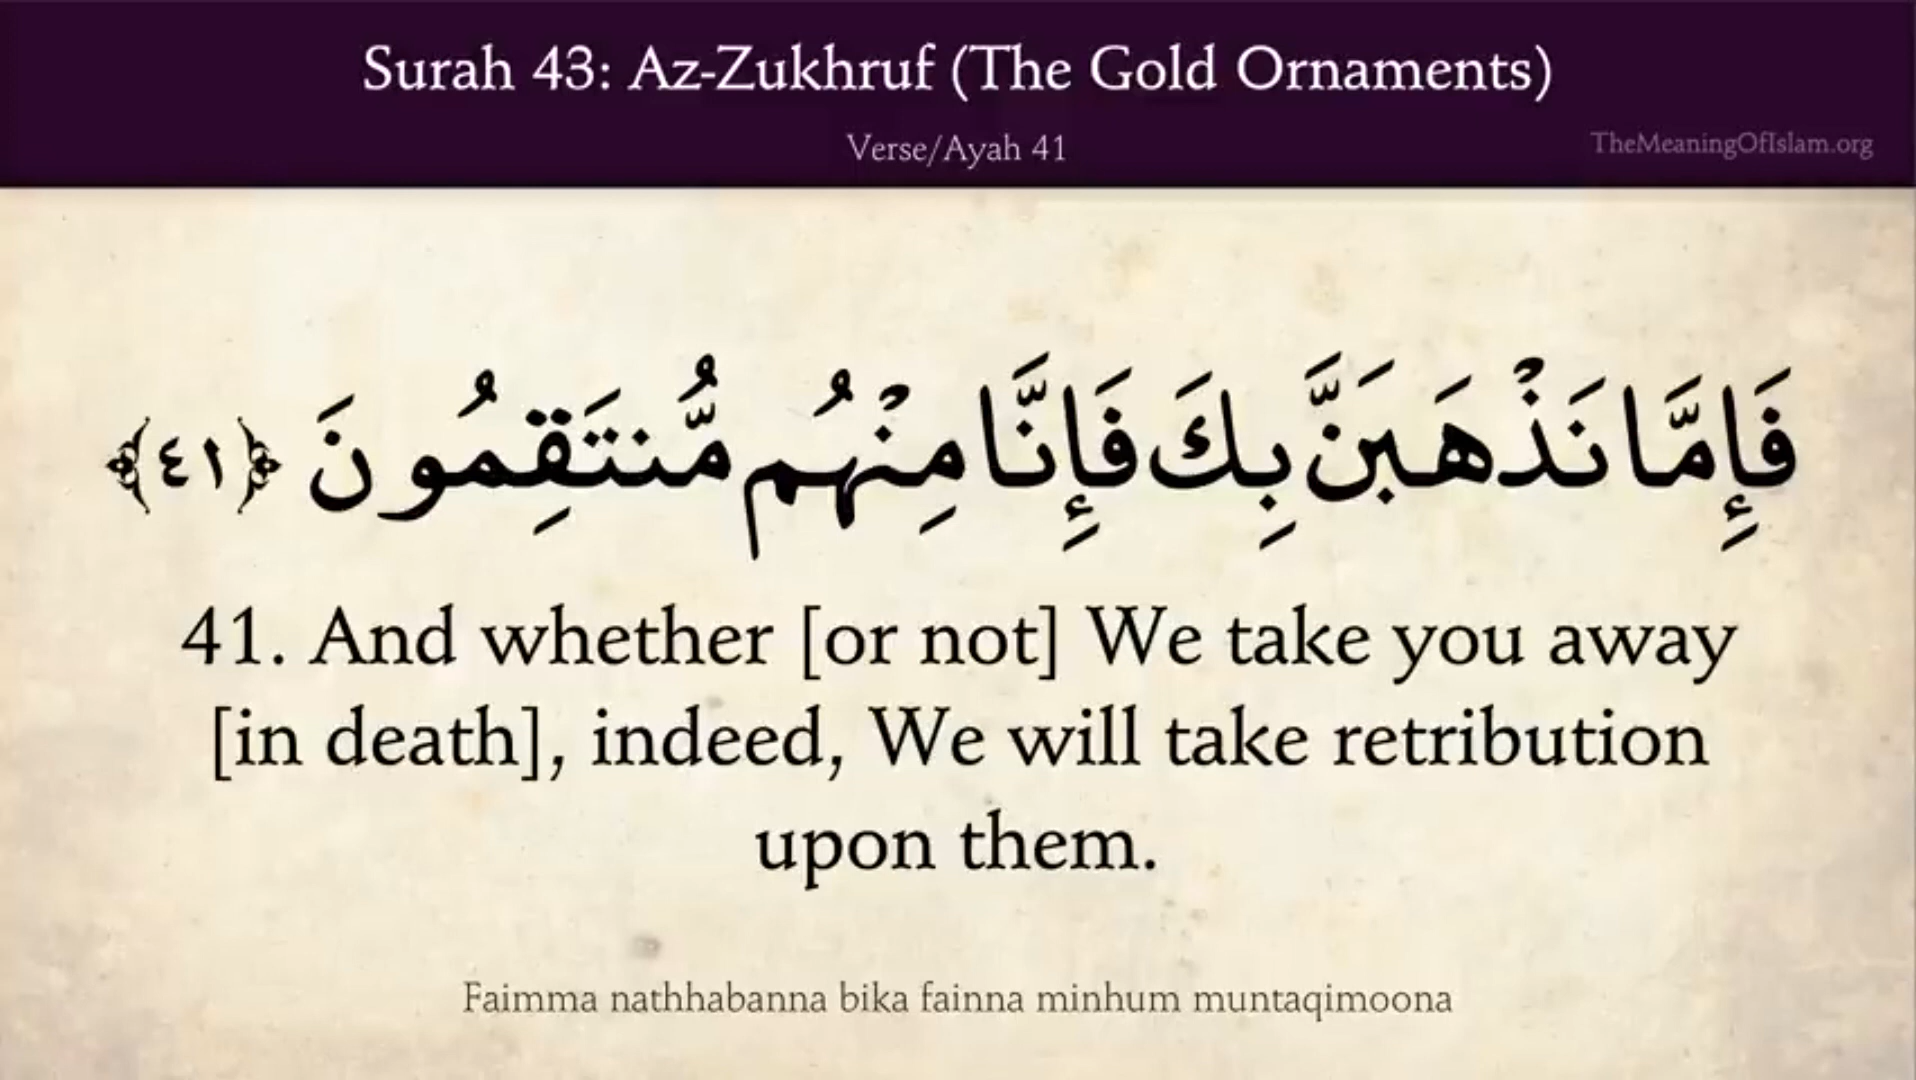 Surah 43: Az-Zukhruf (The Gold Ornaments)
Verse/Ayah 41
TheMeaningOfIslam.org
فَإِمَّا نَذْهَبَنَّ بِكَ فَإِنَّا مِنْهُم مُّنتَقِمُونَ ﴿٤١﴾
41. And whether [or not] We take you away
[in death], indeed, We will take retribution
upon them.
Faimma nathhabanna bika fainna minhum muntaqimoona